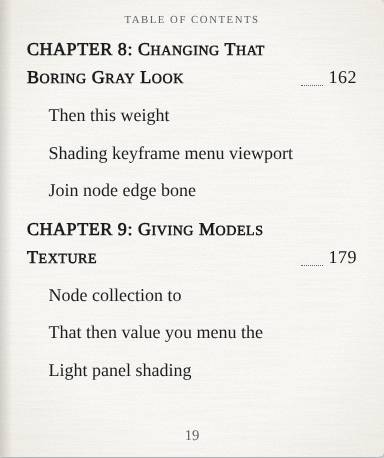 TABLE OF CONTENTS
CHAPTER 8: CHANGING THAT
BORING GRAY LOOK ..... 162
Then this weight
Shading keyframe menu viewport
Join node edge bone
CHAPTER 9: GIVING MODELS
TEXTURE ..... 179
Node collection to
That then value you menu the
Light panel shading
19